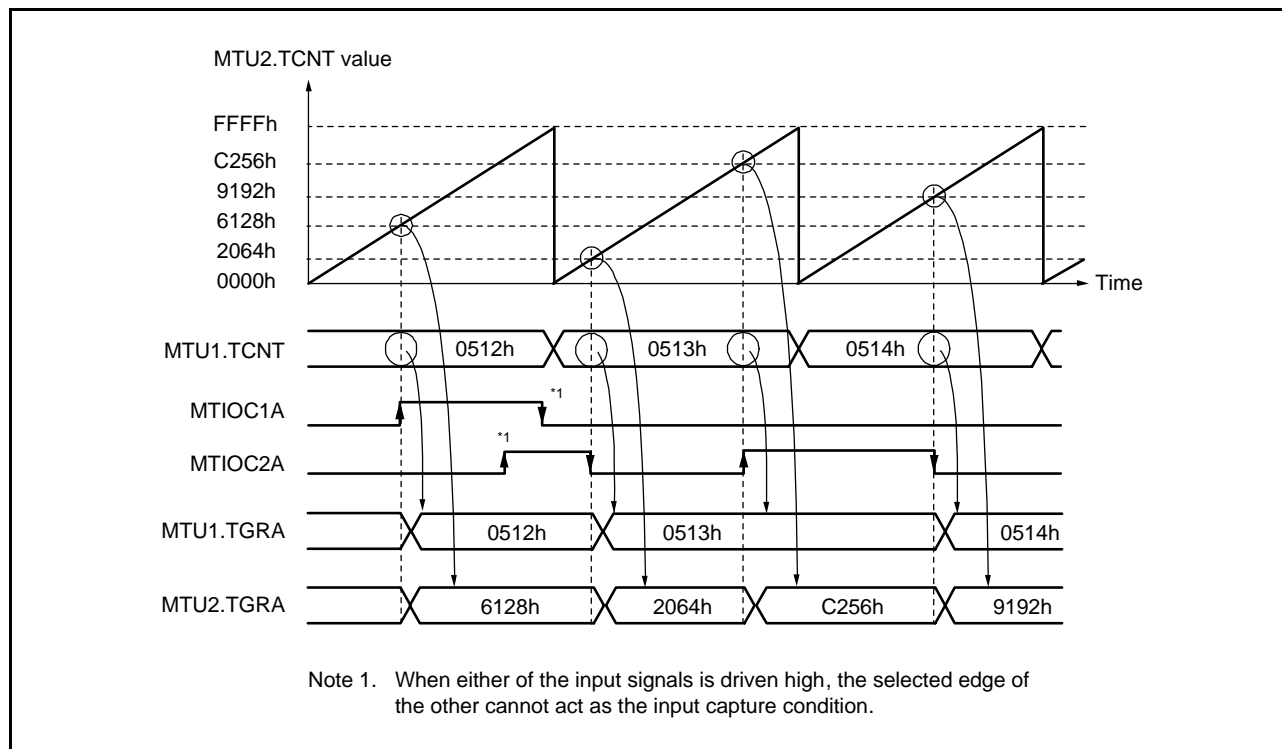 MTU2.TCNT value
FFFFh
C256h
9192h
6128h
2064h
0000h
Time
MTU1.TCNT
0512h
0513h
0514h
MTIOC1A
*1
MTIOC2A
*1
MTU1.TGRA
0512h
0513h
0514h
MTU2.TGRA
6128h
2064h
C256h
9192h
Note 1. When either of the input signals is driven high, the selected edge of
the other cannot act as the input capture condition.